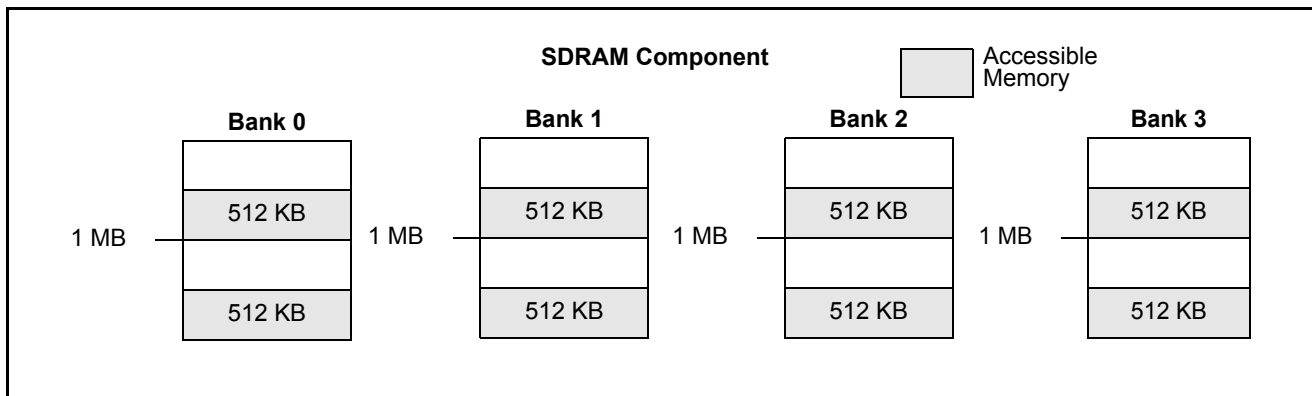 SDRAM Component
Accessible
Memory
Bank 0
Bank 1
Bank 2
Bank 3
512 KB
512 KB
512 KB
512 KB
1 MB
1 MB
1 MB
1 MB
512 KB
512 KB
512 KB
512 KB